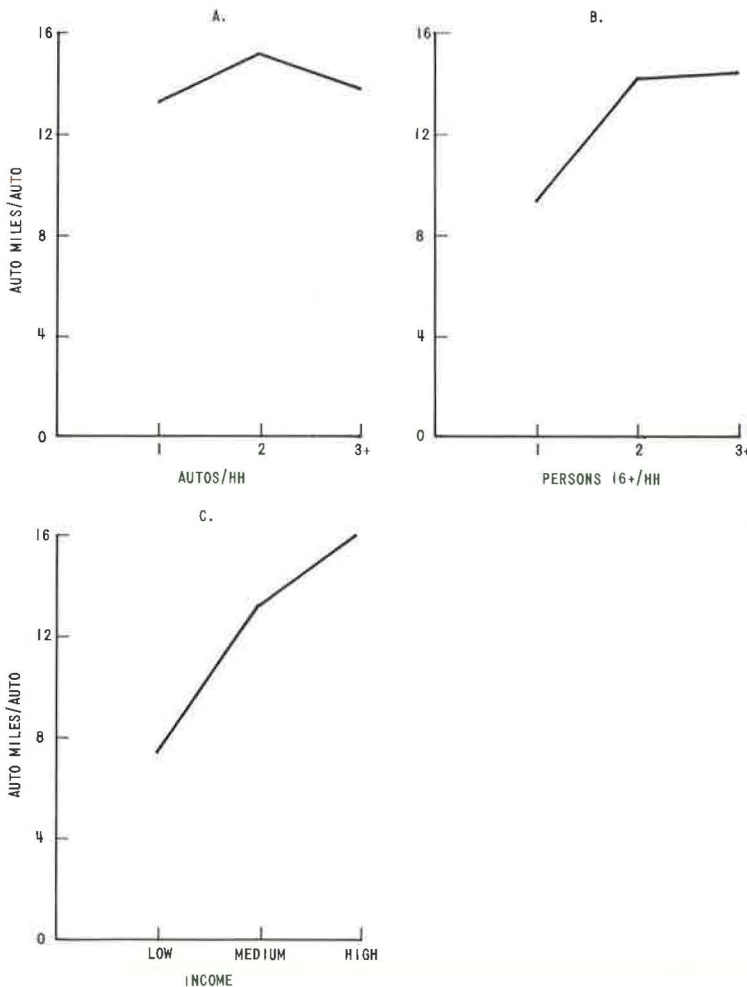 A.
AUTO MILES/AUTO
16
12
8
4
0
1 2 3+
AUTOS/HH
B.
16
12
8
4
0
1 2 3+
PERSONS 16+/HH
C.
AUTO MILES/AUTO
16
12
8
4
0
LOW MEDIUM HIGH
INCOME